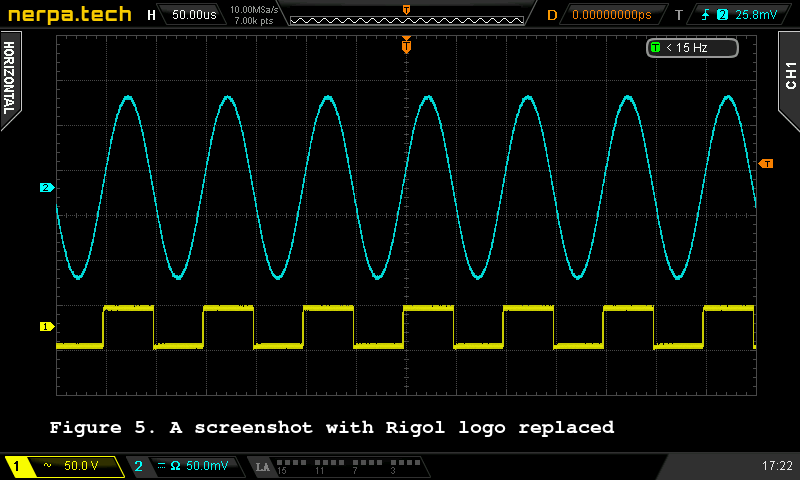 nerpa.tech H 50.00us 10.00MSa/s 7.00k pts T D 0.00000000ps T 2 25.8mV
T
T < 15 Hz
HORIZONTAL
CH1
T
2
1
Figure 5. A screenshot with Rigol logo replaced
1 ~ 50.0 V 2 Ω 50.0mV LA 15 11 7 3 17:22